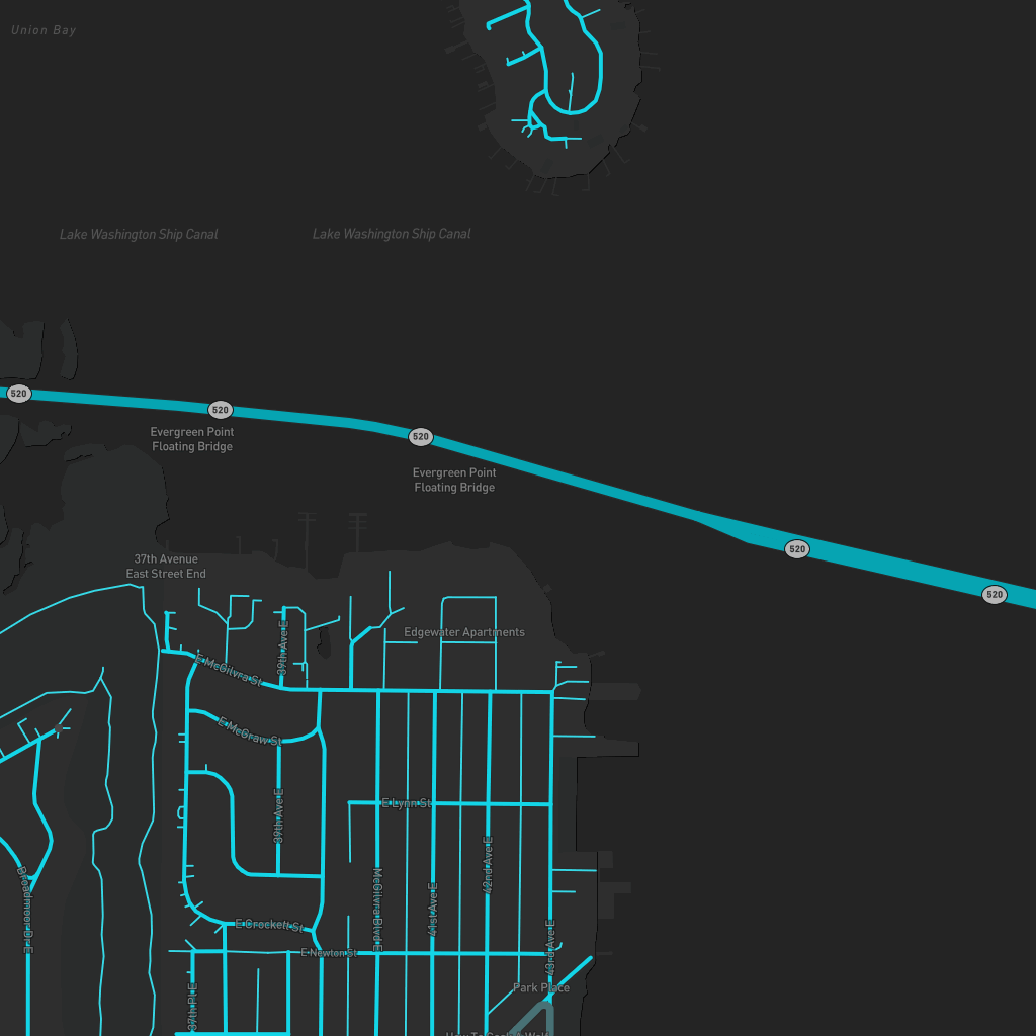 Union Bay
Lake Washington Ship Canal
Lake Washington Ship Canal
520
520
Evergreen Point
Floating Bridge
520
Evergreen Point
Floating Bridge
520
520
37th Avenue
East Street End
39th Ave E
Edgewater Apartments
E McGilvra St
E McGraw St
39th Ave E
E Lynn St
42nd Ave E
McGilvra Blvd E
41st Ave E
E Crockett St
43rd Ave E
E Newton St
37th Pl E
Park Place